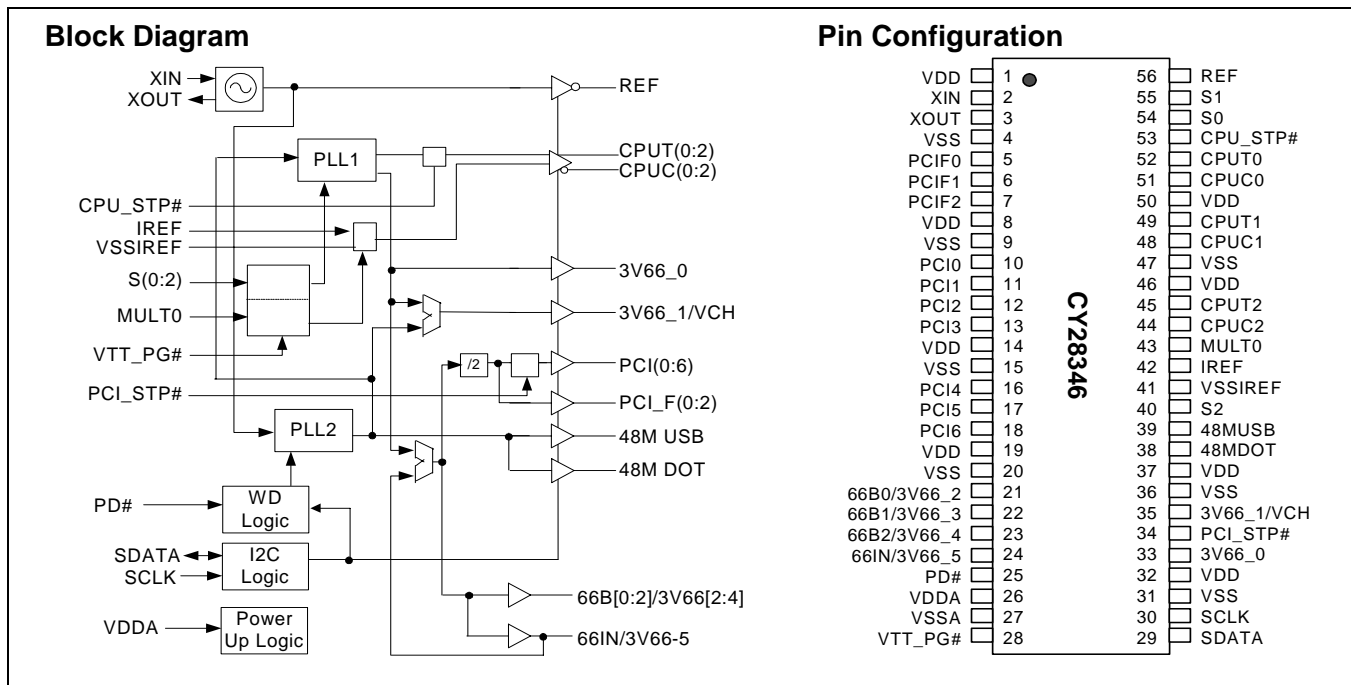 Block Diagram
XIN
XOUT
REF
PLL1
CPUT(0:2)
CPUC(0:2)
CPU_STP#
IREF
VSSIREF
S(0:2)
3V66_0
MULT0
3V66_1/VCH
VTT_PG#
/2
PCI(0:6)
PCI_STP#
PCI_F(0:2)
PLL2
48M USB
48M DOT
PD#
WD
Logic
SDATA
SCLK
I2C
Logic
66B[0:2]/3V66[2:4]
VDDA
Power
Up Logic
66IN/3V66-5
Pin Configuration
VDD 1 56 REF
XIN 2 55 S1
XOUT 3 54 S0
VSS 4 53 CPU_STP#
PCIF0 5 52 CPUT0
PCIF1 6 51 CPUC0
PCIF2 7 50 VDD
VDD 8 49 CPUT1
VSS 9 48 CPUC1
PCI0 10 47 VSS
PCI1 11 46 VDD
PCI2 12 45 CPUT2
PCI3 13 44 CPUC2
VDD 14 43 MULT0
VSS 15 42 IREF
PCI4 16 41 VSSIREF
PCI5 17 40 S2
PCI6 18 39 48MUSB
VDD 19 38 48MDOT
VSS 20 37 VDD
66B0/3V66_2 21 36 VSS
66B1/3V66_3 22 35 3V66_1/VCH
66B2/3V66_4 23 34 PCI_STP#
66IN/3V66_5 24 33 3V66_0
PD# 25 32 VDD
VDDA 26 31 VSS
VSSA 27 30 SCLK
VTT_PG# 28 29 SDATA
CY28346